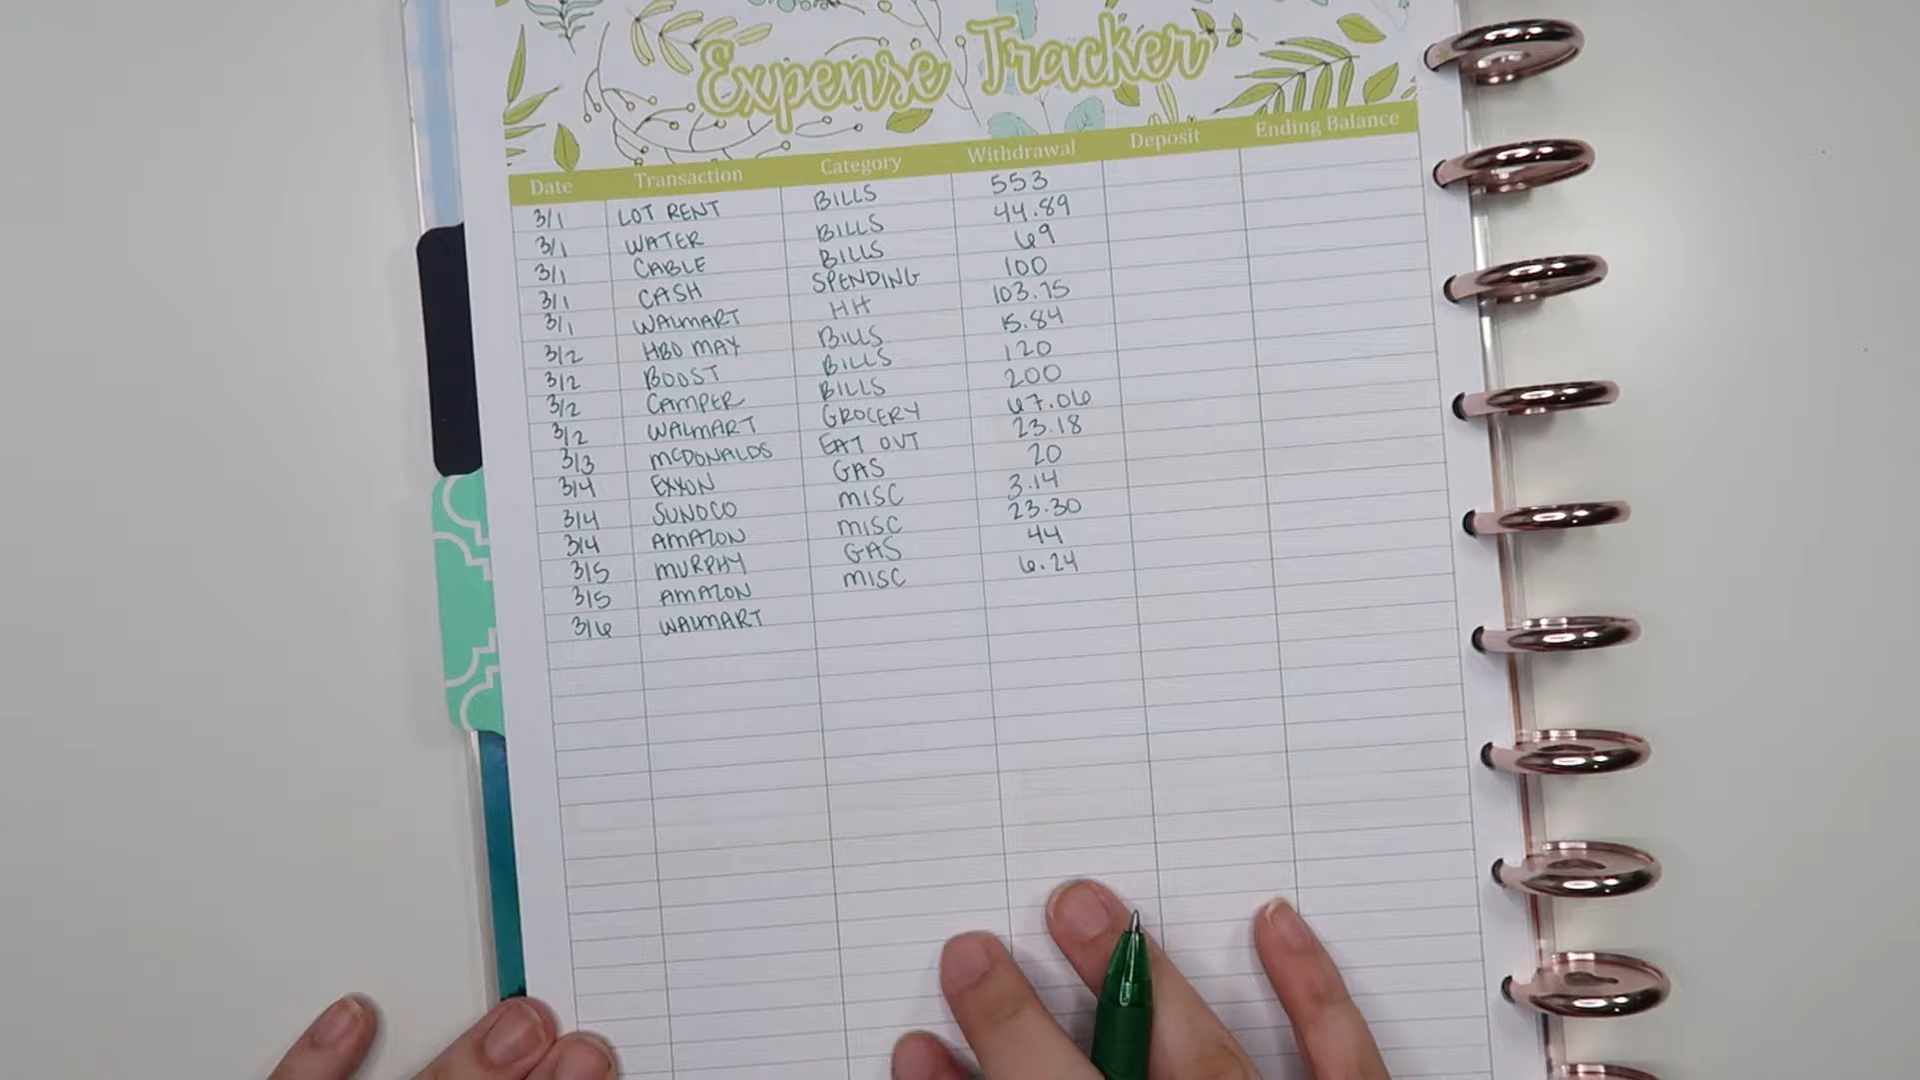 Expense Tracker
Date Transaction Category Withdrawal Deposit Ending Balance
3/1 LOT RENT BILLS 553
3/1 WATER BILLS 44.89
3/1 CABLE BILLS 69
3/1 CASH SPENDING 100
3/1 WALMART HH 103.75
3/2 HBO MAX BILLS 15.84
3/2 BOOST BILLS 120
3/2 CAMPER BILLS 200
3/2 WALMART GROCERY 67.06
3/3 MCDONALDS EAT OUT 23.18
3/4 EXXON GAS 20
3/4 SUNOCO MISC 3.14
3/4 AMAZON MISC 23.30
3/5 MURPHY GAS 44
3/5 AMAZON MISC 6.24
3/6 WALMART